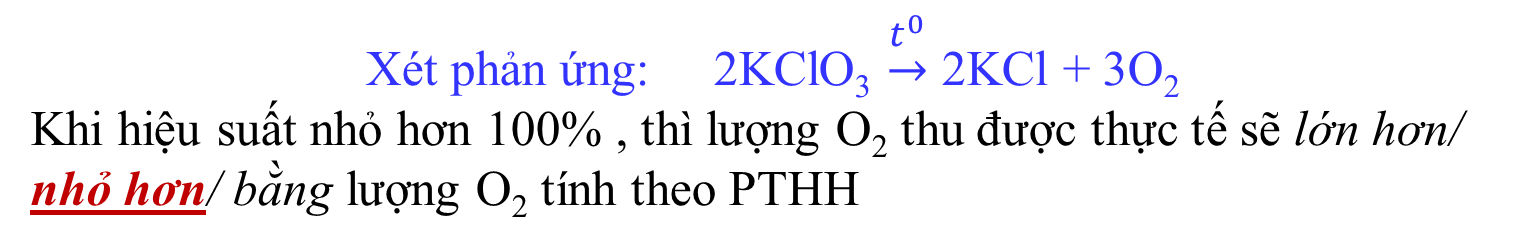 Xét phản ứng: 2KClO₃ →(t⁰) 2KCl + 3O₂
Khi hiệu suất nhỏ hơn 100% , thì lượng O₂ thu được thực tế sẽ lớn hơn/
nhỏ hơn/ bằng lượng O₂ tính theo PTHH